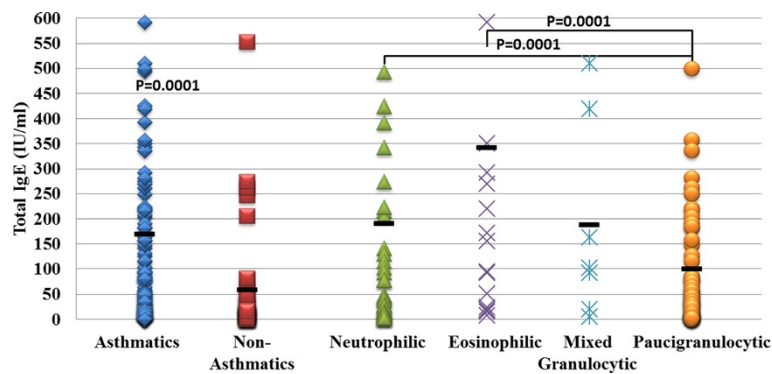 600
550
500
450
400
350
300
250
200
150
100
50
0
Total IgE (IU/ml)
P=0.0001
P=0.0001
P=0.0001
Asthmatics
Non-
Asthmatics
Neutrophilic
Eosinophilic
Mixed
Granulocytic
Paucigranulocytic